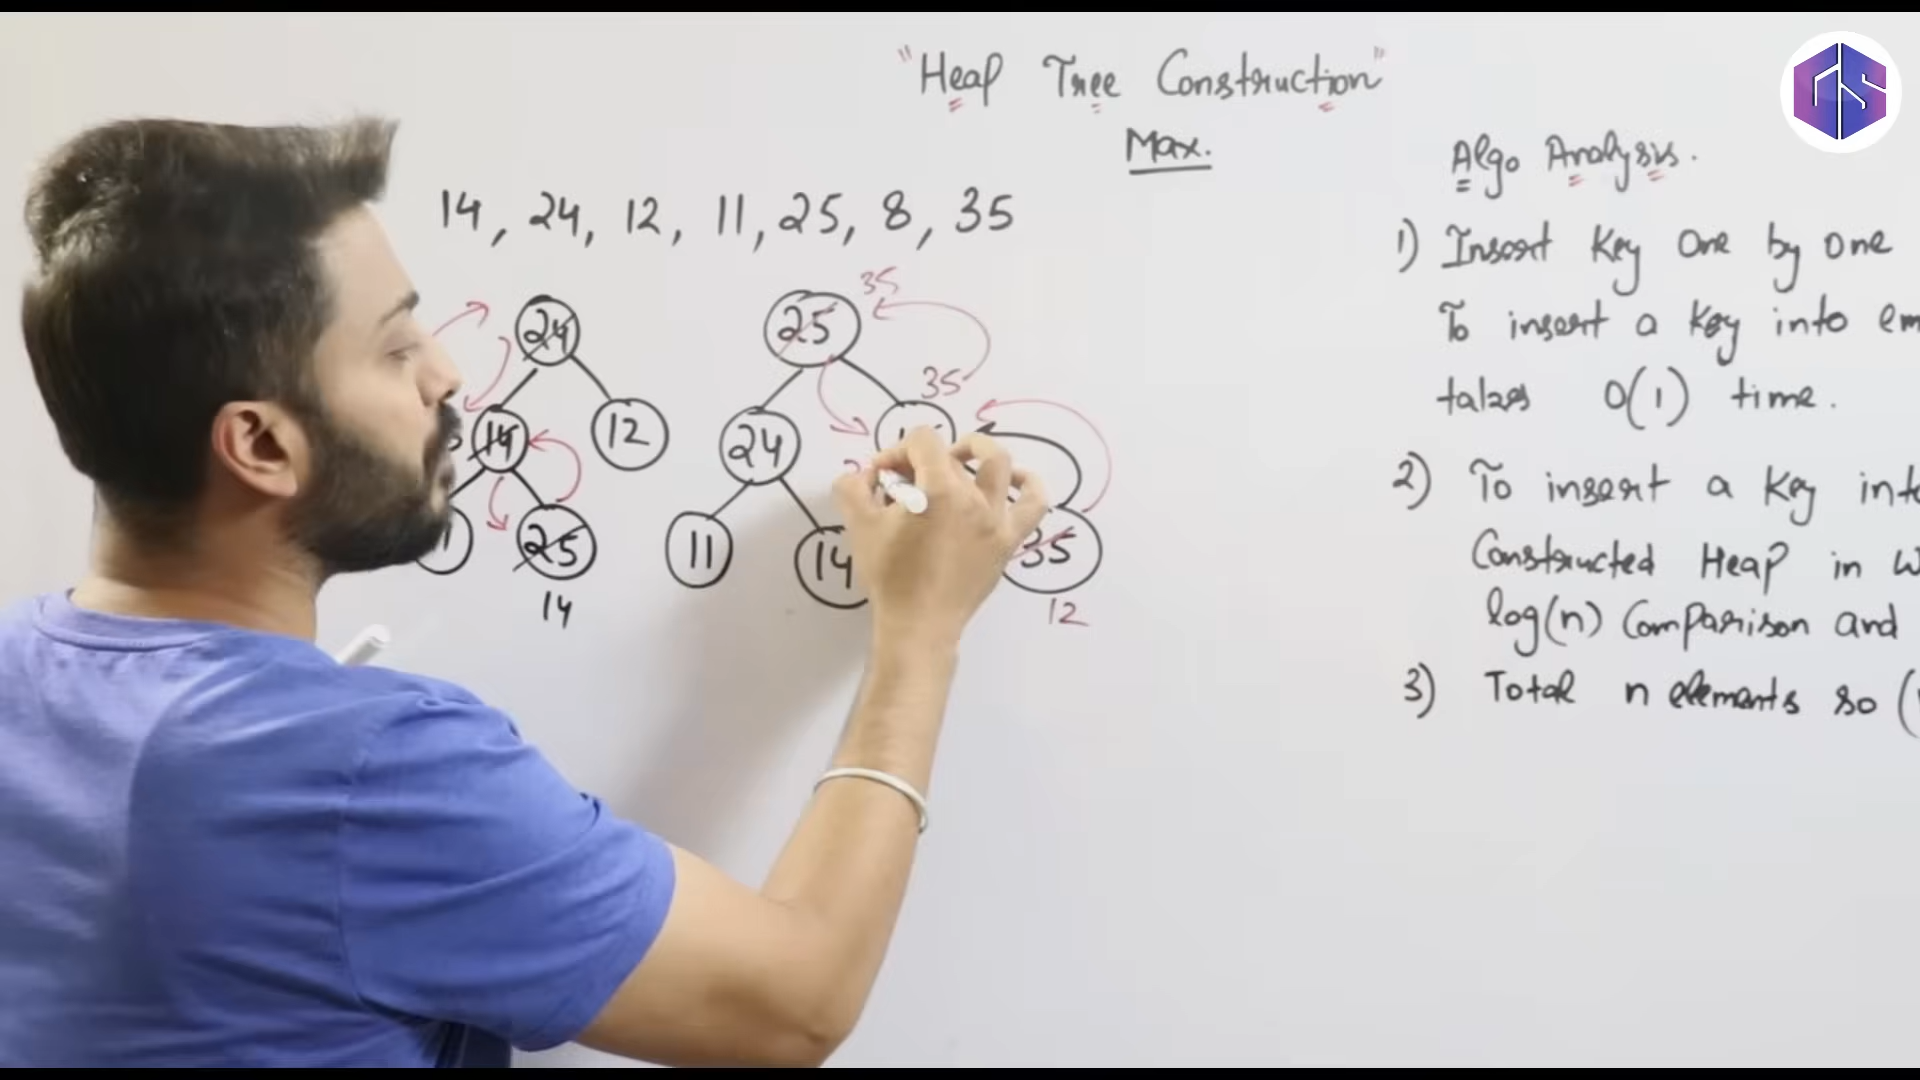 "Heap Tree Construction"
Max.
14, 24, 12, 11, 25, 8, 35
24
14
12
25
14
35
25
35
24
11
14
35
12
Algo Analysis.
1) Insert Key One by one
To insert a Key into em
takes O(1) time.
2) To insert a Key int
Constructed Heap in W
log(n) Comparison and
3) Total n elements so (